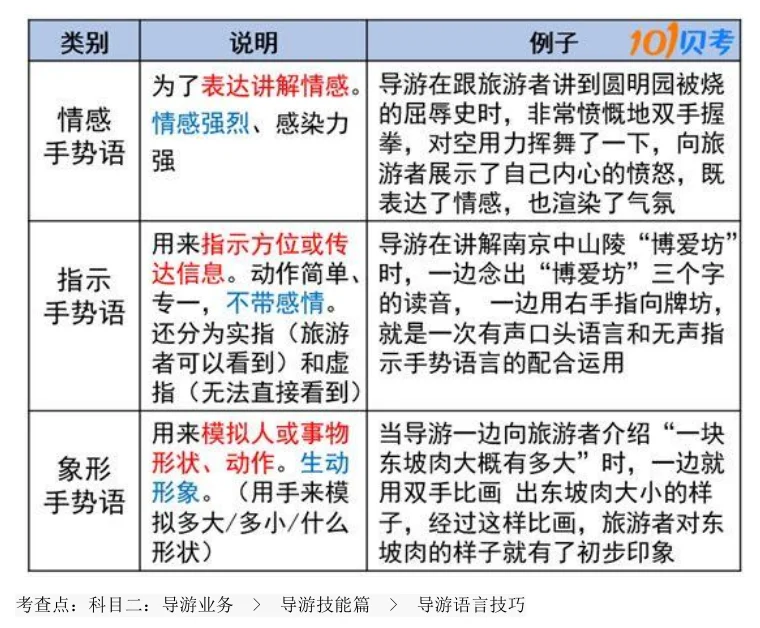 类别 说明 例子 101贝考
情感
手势语
为了表达讲解情感。
情感强烈、感染力
强
导游在跟旅游者讲到圆明园被烧
的屈辱史时，非常愤慨地双手握
拳，对空用力挥舞了一下，向旅
游者展示了自己内心的愤怒，既
表达了情感，也渲染了气氛
指示
手势语
用来指示方位或传
达信息。动作简单、
专一，不带感情。
还分为实指（旅游
者可以看到）和虚
指（无法直接看到）
导游在讲解南京中山陵“博爱坊”
时，一边念出“博爱坊”三个字
的读音， 一边用右手指向牌坊，
就是一次有声口头语言和无声指
示手势语言的配合运用
象形
手势语
用来模拟人或事物
形状、动作。生动
形象。（用手来模
拟多大/多小/什么
形状）
当导游一边向旅游者介绍“一块
东坡肉大概有多大”时，一边就
用双手比画 出东坡肉大小的样
子，经过这样比画，旅游者对东
坡肉的样子就有了初步印象
考查点：科目二：导游业务 > 导游技能篇 > 导游语言技巧